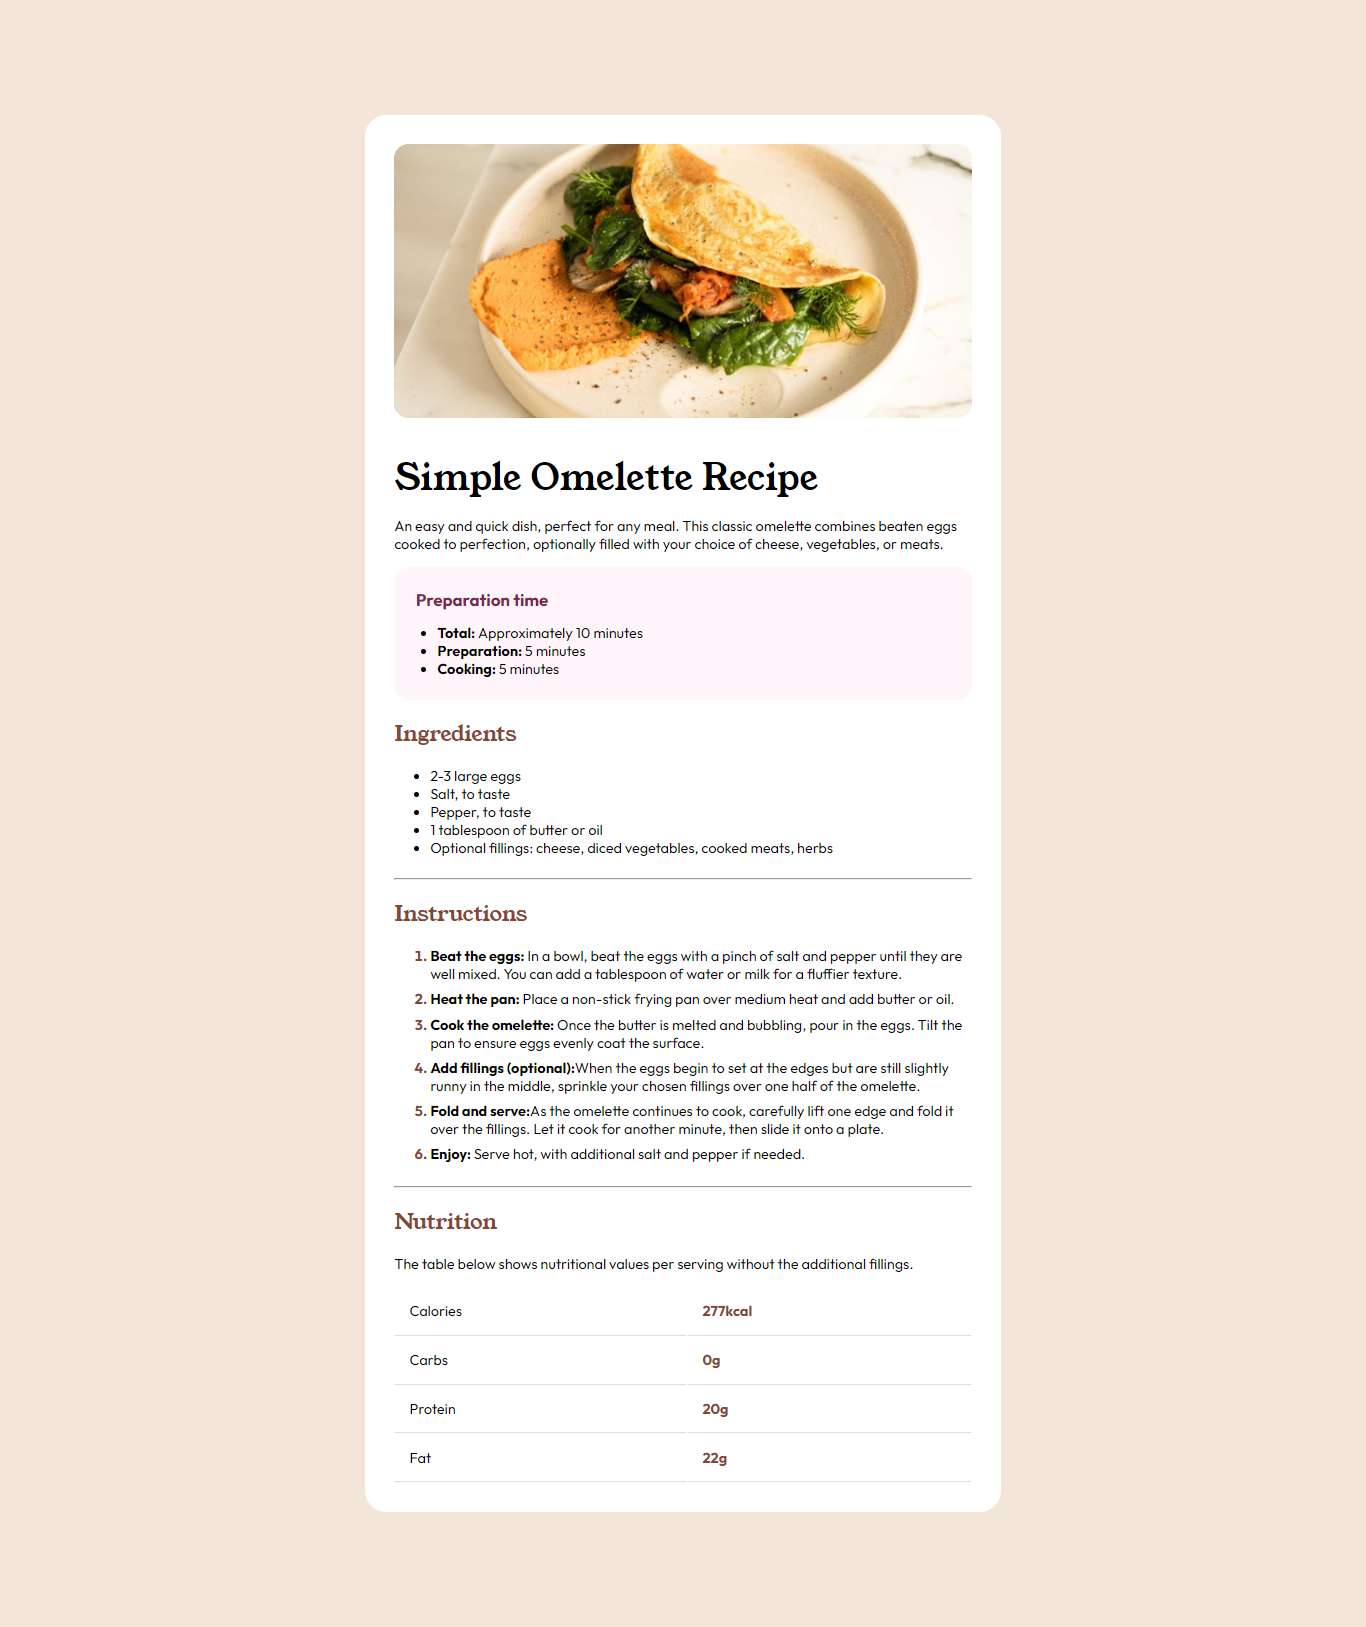 Simple Omelette Recipe
An easy and quick dish, perfect for any meal. This classic omelette combines beaten eggs
cooked to perfection, optionally filled with your choice of cheese, vegetables, or meats.
Preparation time
Total: Approximately 10 minutes
Preparation: 5 minutes
Cooking: 5 minutes
Ingredients
2-3 large eggs
Salt, to taste
Pepper, to taste
1 tablespoon of butter or oil
Optional fillings: cheese, diced vegetables, cooked meats, herbs
Instructions
1. Beat the eggs: In a bowl, beat the eggs with a pinch of salt and pepper until they are
well mixed. You can add a tablespoon of water or milk for a fluffier texture.
2. Heat the pan: Place a non-stick frying pan over medium heat and add butter or oil.
3. Cook the omelette: Once the butter is melted and bubbling, pour in the eggs. Tilt the
pan to ensure eggs evenly coat the surface.
4. Add fillings (optional):When the eggs begin to set at the edges but are still slightly
runny in the middle, sprinkle your chosen fillings over one half of the omelette.
5. Fold and serve:As the omelette continues to cook, carefully lift one edge and fold it
over the fillings. Let it cook for another minute, then slide it onto a plate.
6. Enjoy: Serve hot, with additional salt and pepper if needed.
Nutrition
The table below shows nutritional values per serving without the additional fillings.
Calories 277kcal
Carbs 0g
Protein 20g
Fat 22g